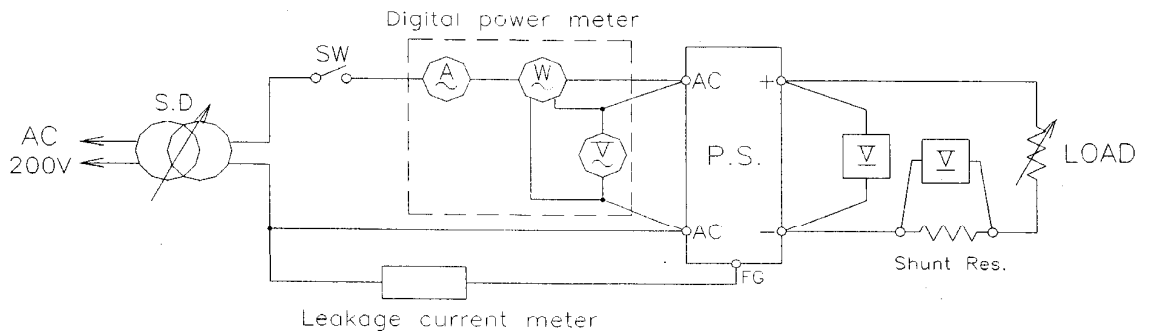 Digital power meter
SW
A
W
AC
+
S.D
AC
200V
V
P.S.
V
V
LOAD
AC
−
Shunt Res.
FG
Leakage current meter